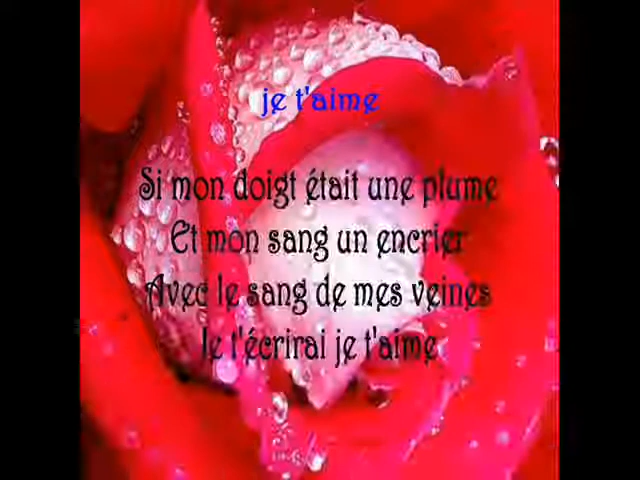 je t'aime
Si mon doigt était une plume
Et mon sang un encrier
Avec le sang de mes veines
Je t'écrirai je t'aime